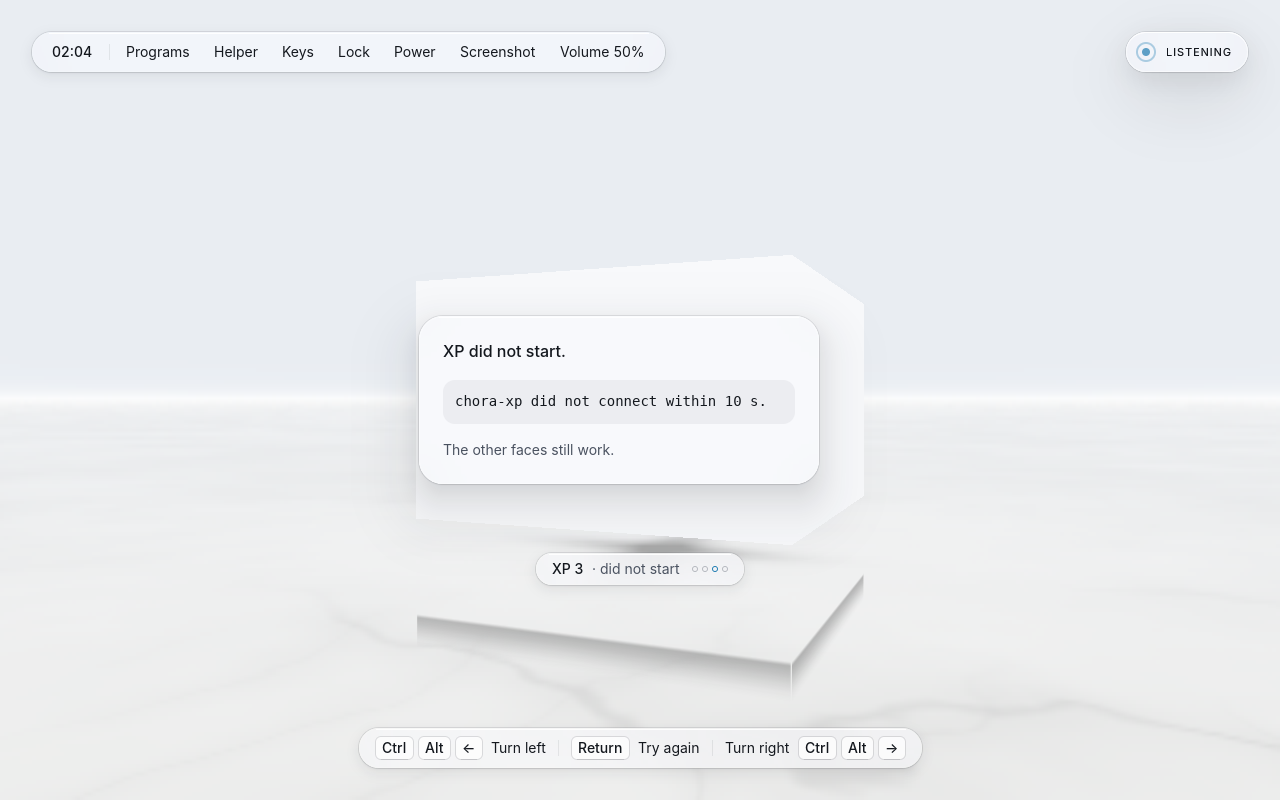 02:04 Programs Helper Keys Lock Power Screenshot Volume 50%
LISTENING
XP did not start.
chora-xp did not connect within 10 s.
The other faces still work.
XP 3 · did not start
Ctrl Alt ← Turn left Return Try again Turn right Ctrl Alt →